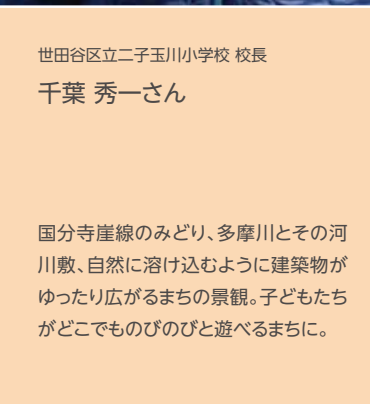 世田谷区立二子玉川小学校 校長
千葉 秀一さん
国分寺崖線のみどり、多摩川とその河
川敷、自然に溶け込むように建築物が
ゆったり広がるまちの景観。子どもたち
がどこでものびのびと遊べるまちに。